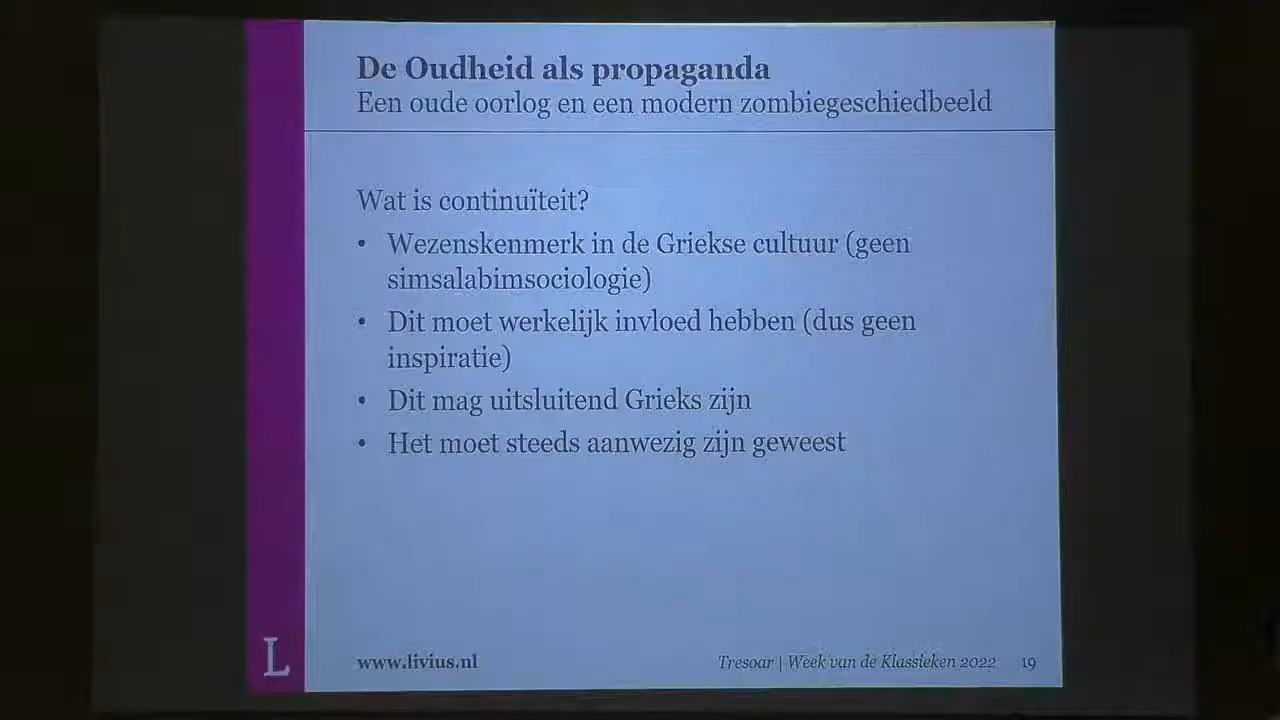 De Oudheid als propaganda
Een oude oorlog en een modern zombiegeschiedbeeld
Wat is continuïteit?
• Wezenskenmerk in de Griekse cultuur (geen
simsalabimsociologie)
• Dit moet werkelijk invloed hebben (dus geen
inspiratie)
• Dit mag uitsluitend Grieks zijn
• Het moet steeds aanwezig zijn geweest
L
www.livius.nl
Tresoar | Week van de Klassieken 2022 19